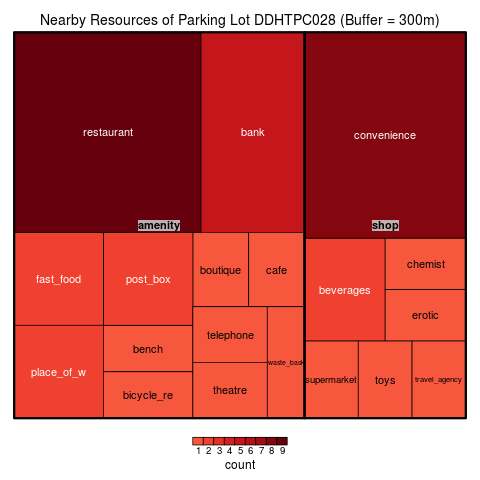 Nearby Resources of Parking Lot DDHTPC028 (Buffer = 300m)
restaurant
bank
convenience
amenity
shop
fast_food
post_box
boutique
cafe
beverages
chemist
erotic
place_of_w
bench
bicycle_re
telephone
theatre
waste_bask
supermarket
toys
travel_agency
1 2 3 4 5 6 7 8 9
count